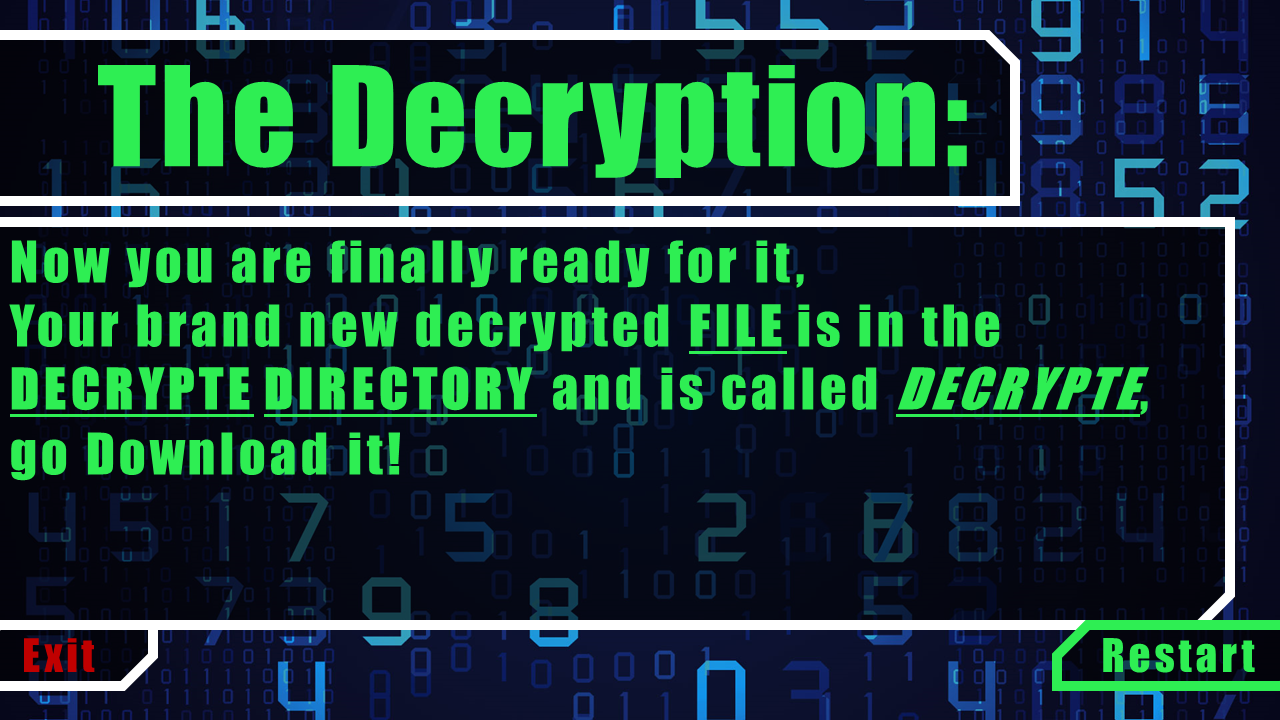 The Decryption:
Now you are finally ready for it,
Your brand new decrypted FILE is in the
DECRYPTE DIRECTORY and is called DECRYPTE,
go Download it!
Exit
Restart